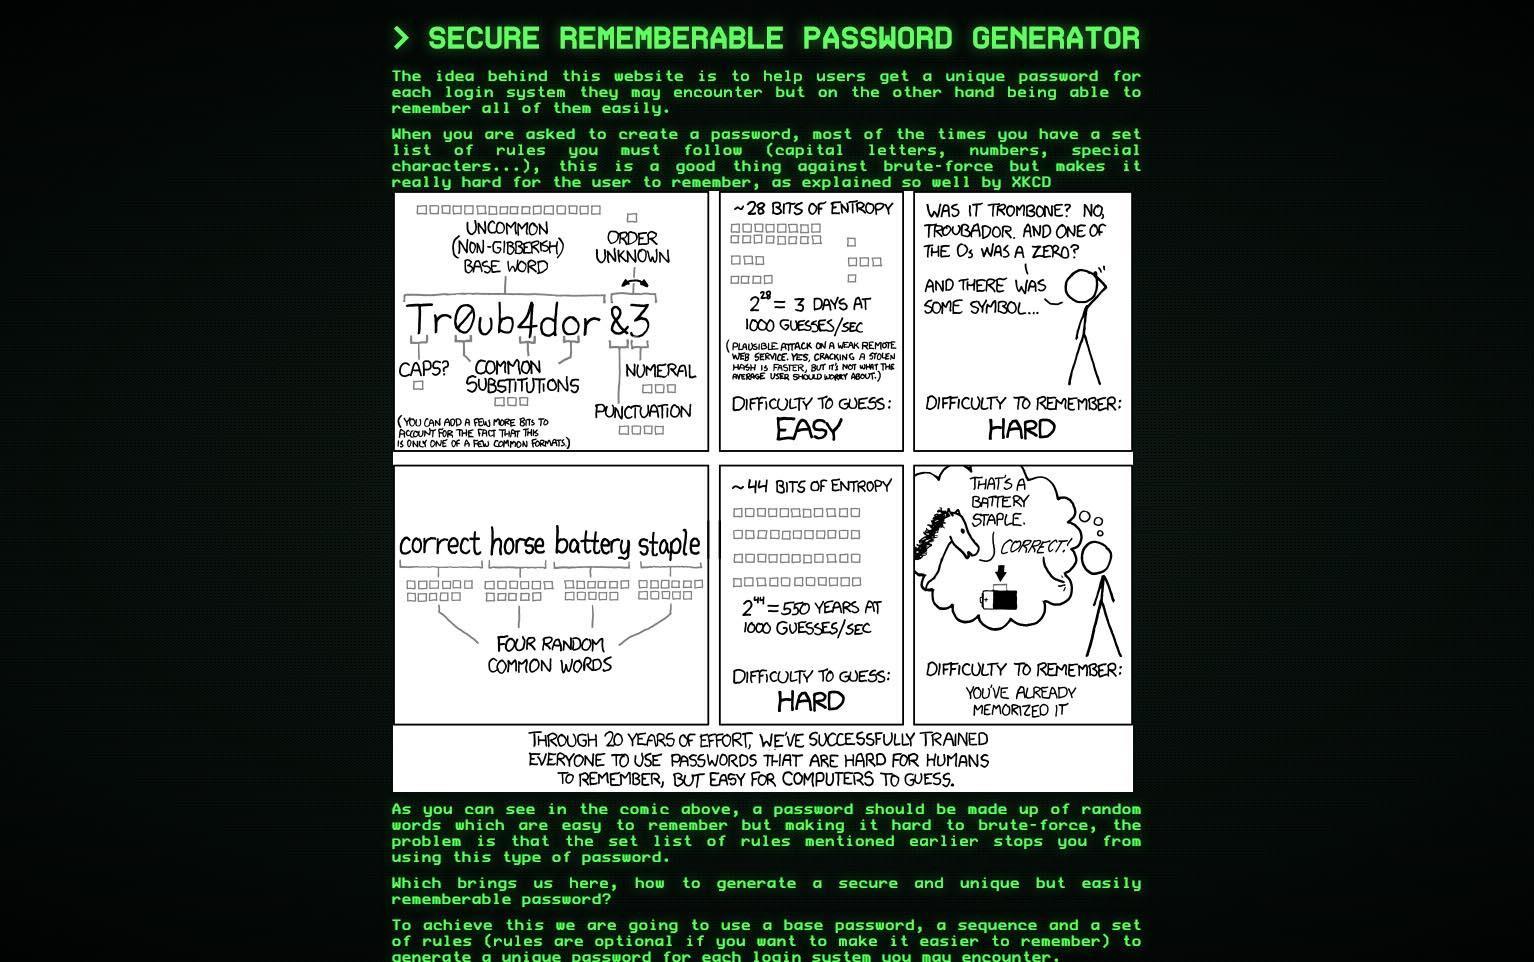 > SECURE REMEMBERABLE PASSWORD GENERATOR
The idea behind this website is to help users get a unique password for
each login system they may encounter but on the other hand being able to
remember all of them easily.
When you are asked to create a password, most of the times you have a set
list of rules you must follow (capital letters, numbers, special
characters...), this is a good thing against brute-force but makes it
really hard for the user to remember, as explained so well by XKCD
UNCOMMON
(NON-GIBBERISH)
BASE WORD
ORDER
UNKNOWN
Tr0ub4dor &3
CAPS?
COMMON
SUBSTITUTIONS
NUMERAL
PUNCTUATION
(YOU CAN ADD A FEW MORE BITS TO
ACCOUNT FOR THE FACT THAT THIS
IS ONLY ONE OF A FEW COMMON FORMATS.)
~28 BITS OF ENTROPY
2^28 = 3 DAYS AT
1000 GUESSES/SEC
(PLAUSIBLE ATTACK ON A WEAK REMOTE
WEB SERVICE. YES, CRACKING A STOLEN
HASH IS FASTER, BUT IT'S NOT WHAT THE
AVERAGE USER SHOULD WORRY ABOUT.)
DIFFICULTY TO GUESS:
EASY
WAS IT TROMBONE? NO,
TROUBADOR. AND ONE OF
THE Os WAS A ZERO?
AND THERE WAS
SOME SYMBOL...
DIFFICULTY TO REMEMBER:
HARD
correct horse battery staple
FOUR RANDOM
COMMON WORDS
~44 BITS OF ENTROPY
2^44 = 550 YEARS AT
1000 GUESSES/SEC
DIFFICULTY TO GUESS:
HARD
THAT'S A
BATTERY
STAPLE.
CORRECT!
DIFFICULTY TO REMEMBER:
YOU'VE ALREADY
MEMORIZED IT
THROUGH 20 YEARS OF EFFORT, WE'VE SUCCESSFULLY TRAINED
EVERYONE TO USE PASSWORDS THAT ARE HARD FOR HUMANS
TO REMEMBER, BUT EASY FOR COMPUTERS TO GUESS.
As you can see in the comic above, a password should be made up of random
words which are easy to remember but making it hard to brute-force, the
problem is that the set list of rules mentioned earlier stops you from
using this type of password.
Which brings us here, how to generate a secure and unique but easily
rememberable password?
To achieve this we are going to use a base password, a sequence and a set
of rules (rules are optional if you want to make it easier to remember) to
generate a unique password for each login system you may encounter.